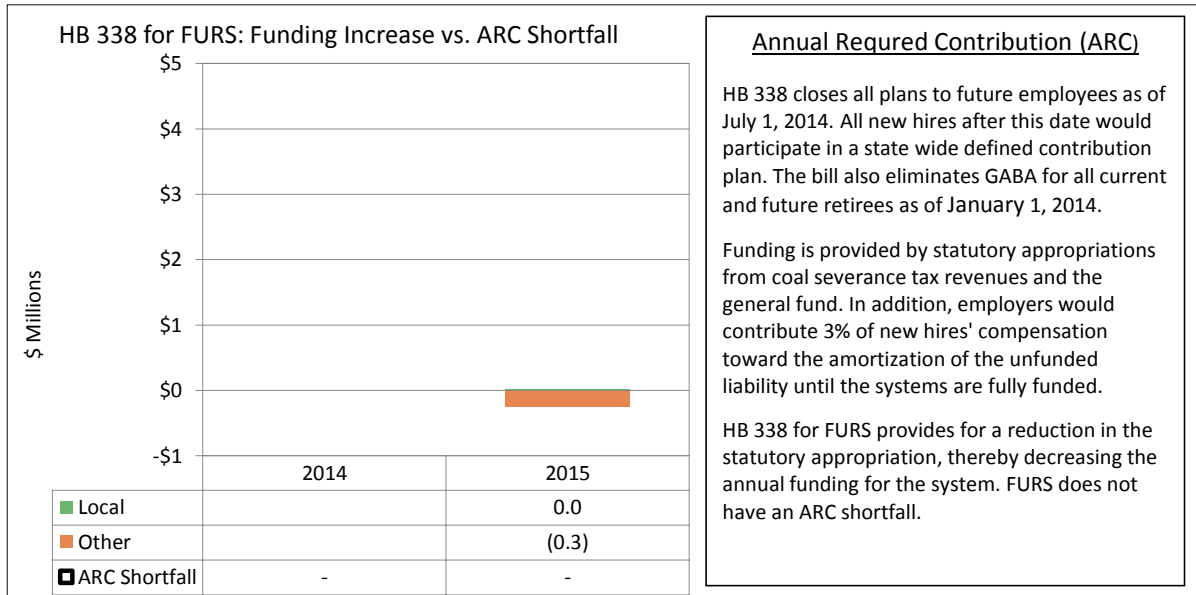 HB 338 for FURS: Funding Increase vs. ARC Shortfall
$5
$4
$3
$2
$1
$0
-$1
$ Millions
2014 2015
Local 0.0
Other (0.3)
ARC Shortfall - -
Annual Requred Contribution (ARC)
HB 338 closes all plans to future employees as of
July 1, 2014. All new hires after this date would
participate in a state wide defined contribution
plan. The bill also eliminates GABA for all current
and future retirees as of January 1, 2014.
Funding is provided by statutory appropriations
from coal severance tax revenues and the
general fund. In addition, employers would
contribute 3% of new hires' compensation
toward the amortization of the unfunded
liability until the systems are fully funded.
HB 338 for FURS provides for a reduction in the
statutory appropriation, thereby decreasing the
annual funding for the system. FURS does not
have an ARC shortfall.